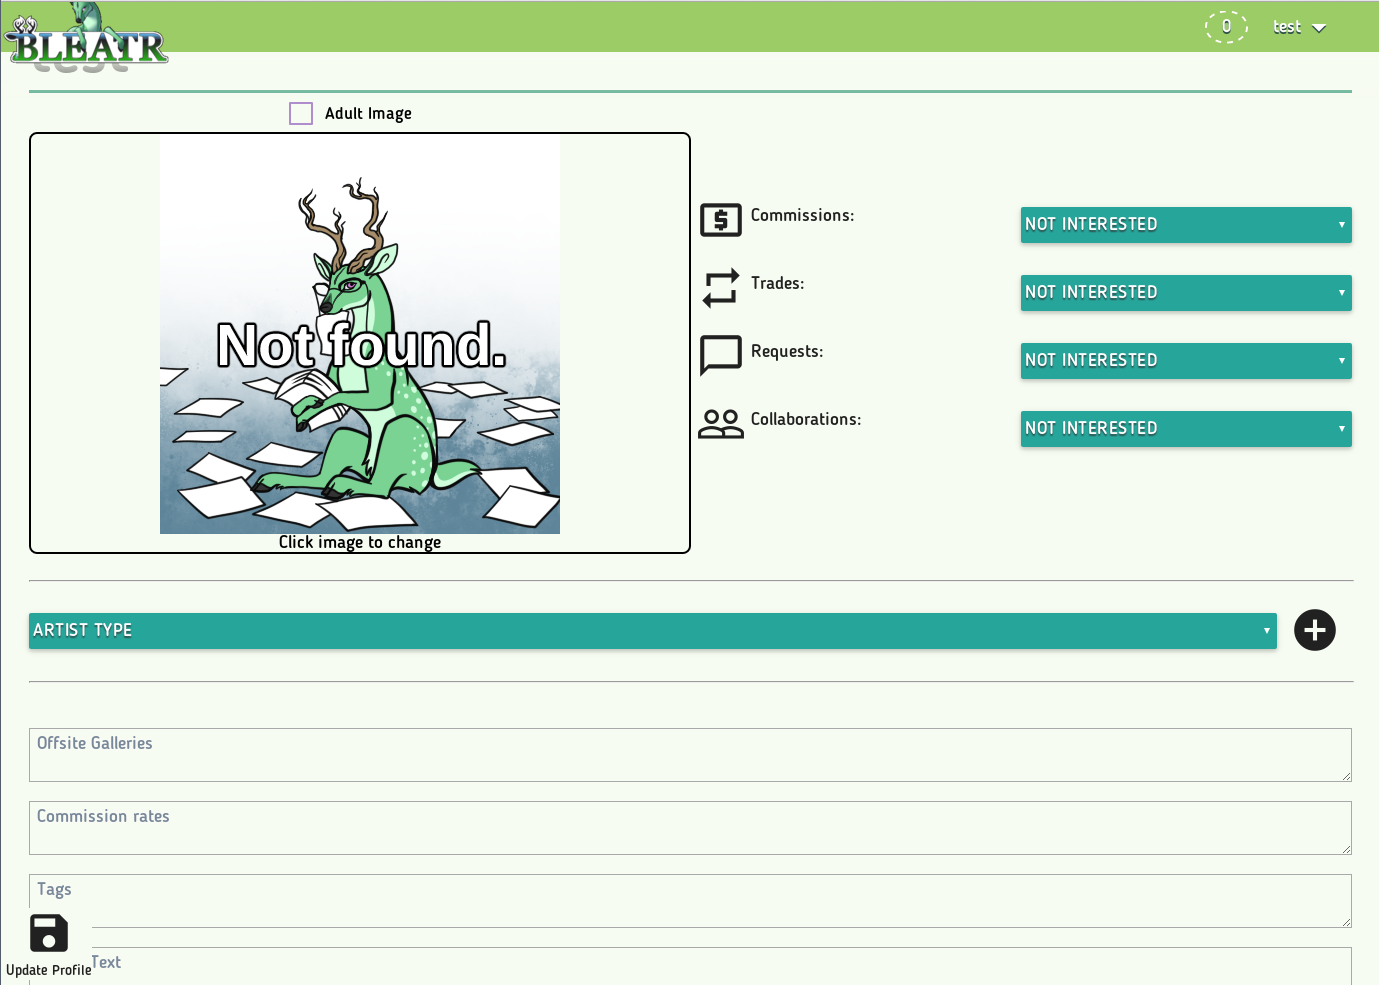 BLEATR
0
test
test
Adult Image
Not found.
Click image to change
Commissions:
NOT INTERESTED
Trades:
NOT INTERESTED
Requests:
NOT INTERESTED
Collaborations:
NOT INTERESTED
ARTIST TYPE
Offsite Galleries
Commission rates
Tags
Text
Update Profile